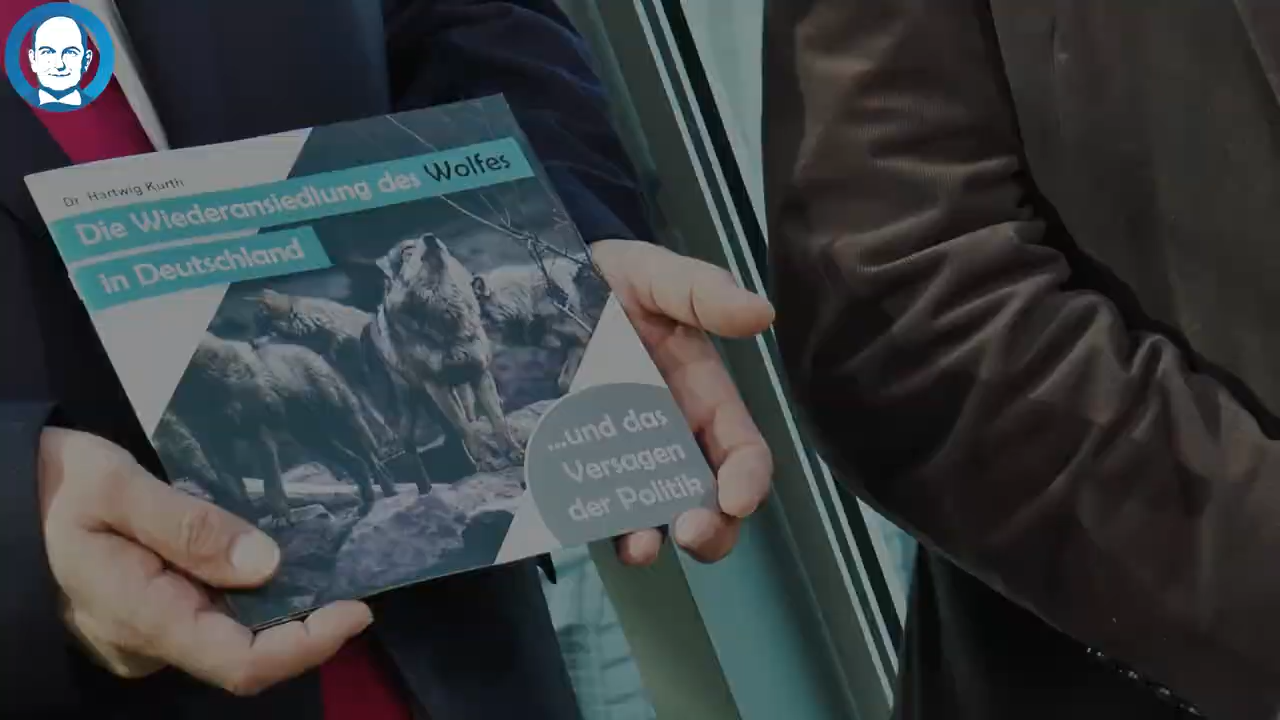 Dr. Hartwig Kurth
Die Wiederansiedlung des Wolfes
in Deutschland
...und das
Versagen
der Politik